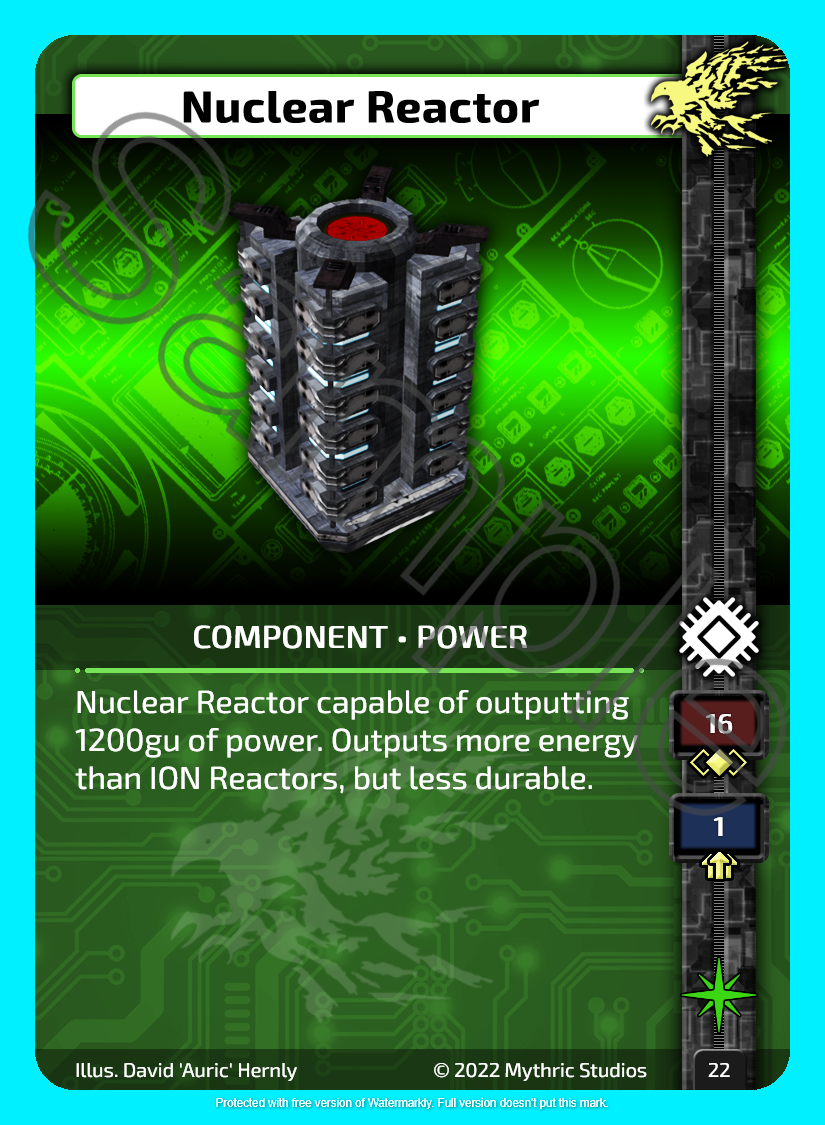 Nuclear Reactor
Sample
COMPONENT • POWER
Nuclear Reactor capable of outputting
1200gu of power. Outputs more energy
than ION Reactors, but less durable.
16
1
Illus. David 'Auric' Hernly
© 2022 Mythric Studios
22
Protected with free version of Watermarkly. Full version doesn't put this mark.